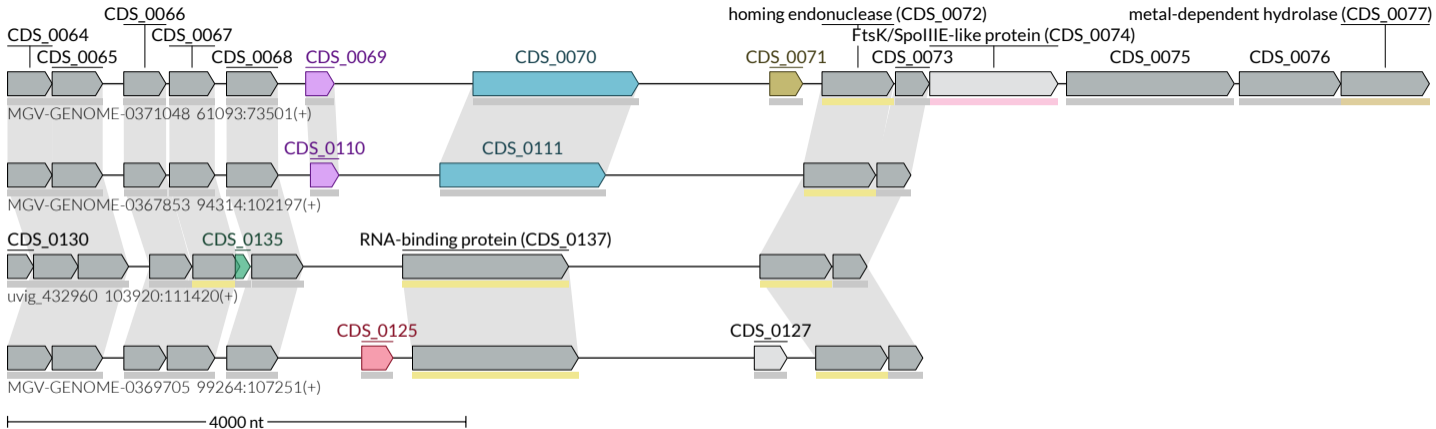 CDS_0066
homing endonuclease (CDS_0072)
metal-dependent hydrolase (CDS_0077)
CDS_0064
CDS_0067
FtsK/SpoIIIE-like protein (CDS_0074)
CDS_0065
CDS_0068
CDS_0069
CDS_0070
CDS_0071
CDS_0073
CDS_0075
CDS_0076
MGV-GENOME-0371048 61093:73501(+)
CDS_0110
CDS_0111
MGV-GENOME-0367853 94314:102197(+)
CDS_0130
CDS_0135
RNA-binding protein (CDS_0137)
uvig_432960 103920:111420(+)
CDS_0125
CDS_0127
MGV-GENOME-0369705 99264:107251(+)
4000 nt